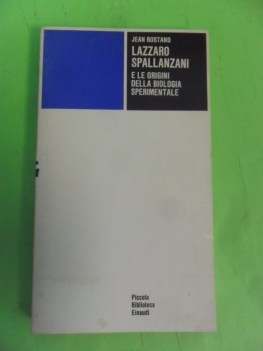 JEAN ROSTAND
LAZZARO
SPALLANZANI
E LE ORIGINI
DELLA BIOLOGIA
SPERIMENTALE
Piccola
Biblioteca
Einaudi